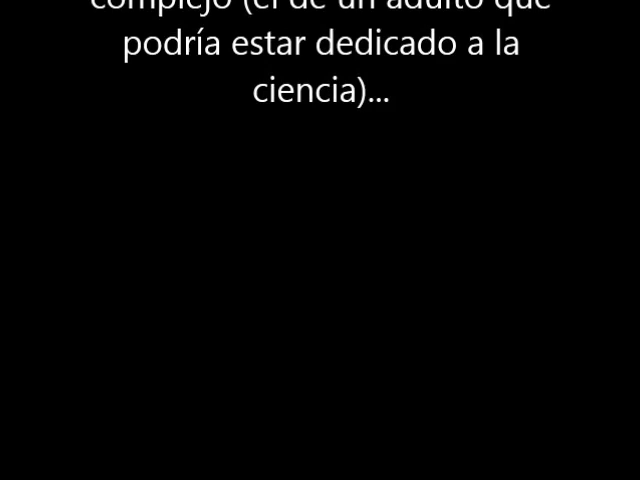 complejo (el de un adulto que
podría estar dedicado a la
ciencia)...